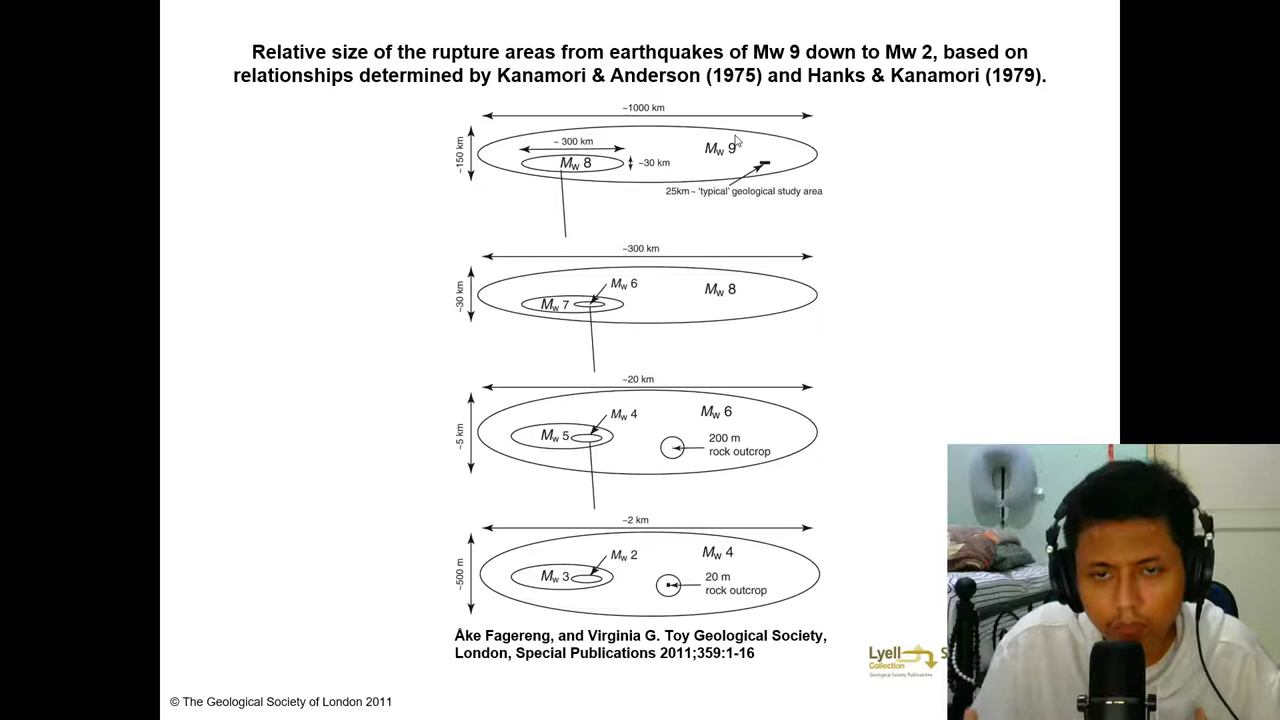 Relative size of the rupture areas from earthquakes of Mw 9 down to Mw 2, based on
relationships determined by Kanamori & Anderson (1975) and Hanks & Kanamori (1979).
~1000 km
~150 km
~ 300 km
Mw 8
~30 km
Mw 9
25km~ 'typical' geological study area
~300 km
~30 km
Mw 6
Mw 7
Mw 8
~20 km
~5 km
Mw 4
Mw 5
Mw 6
200 m
rock outcrop
~2 km
~500 m
Mw 2
Mw 3
Mw 4
20 m
rock outcrop
Åke Fagereng, and Virginia G. Toy Geological Society,
London, Special Publications 2011;359:1-16
Lyell
Collection
Geological Society Publications
S
© The Geological Society of London 2011